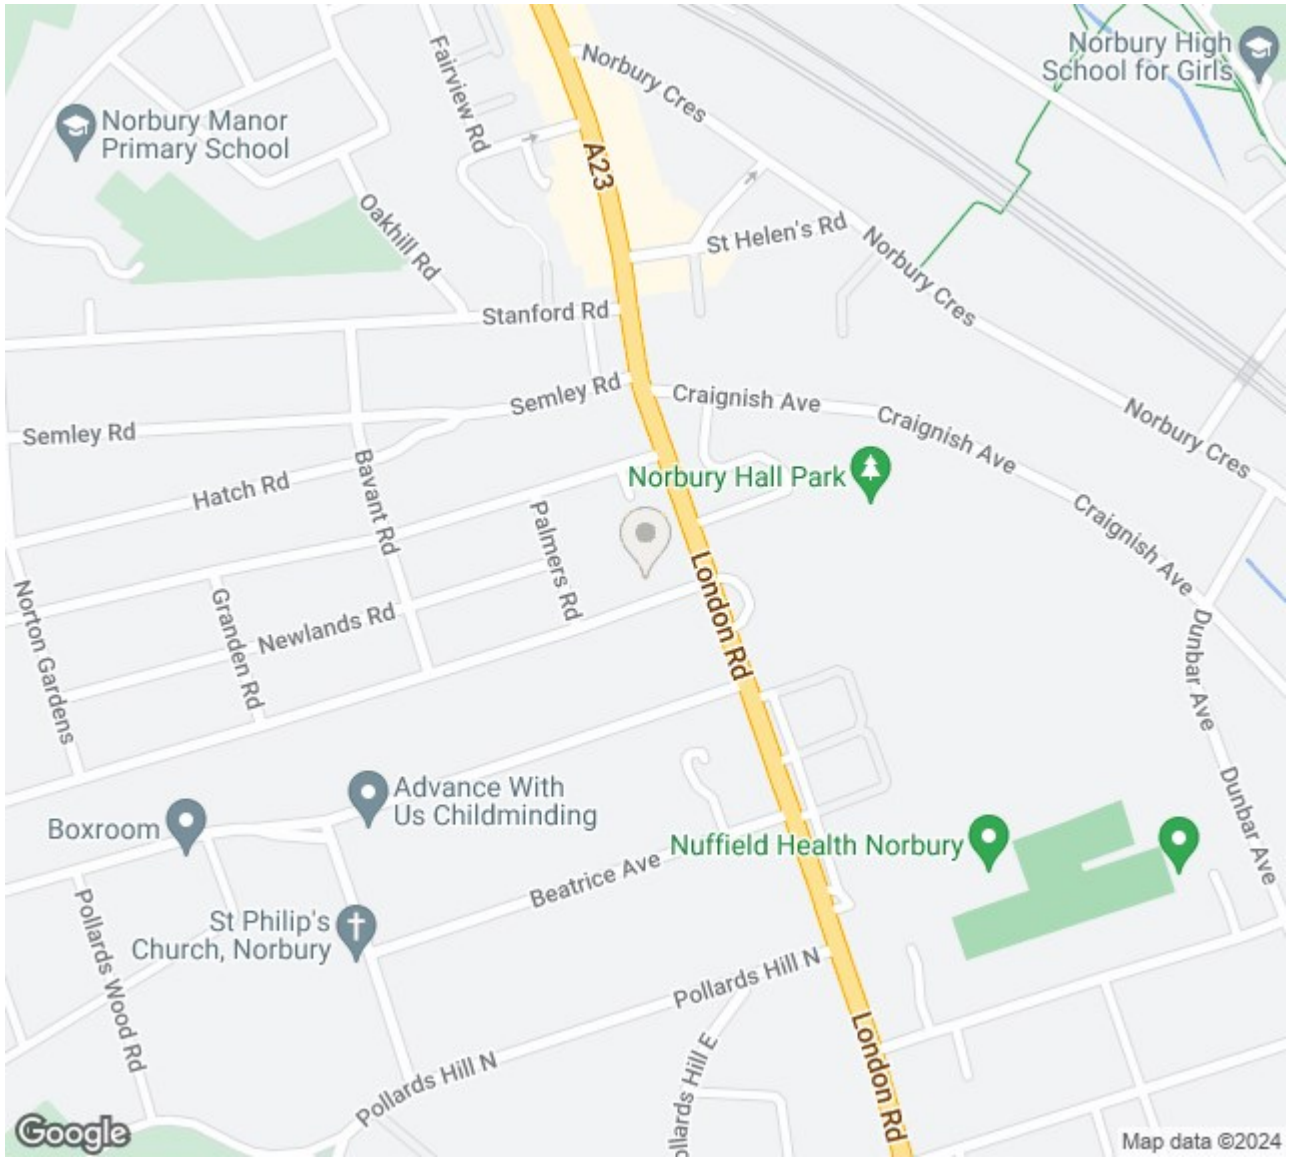 Norbury High
School for Girls
Fairview Rd
Norbury Cres
Norbury Manor
Primary School
A23
Oakhill Rd
St Helen's Rd
Norbury Cres
Stanford Rd
Semley Rd
Craignish Ave
Craignish Ave
Norbury Cres
Semley Rd
Bavant Rd
Norbury Hall Park
Hatch Rd
Palmers Rd
Craignish Ave
London Rd
Norton Gardens
Granden Rd
Newlands Rd
Dunbar Ave
Advance With
Us Childminding
Dunbar Ave
Boxroom
Nuffield Health Norbury
Beatrice Ave
Pollards Wood Rd
St Philip's
Church, Norbury
Pollards Hill N
London Rd
Pollards Hill N
ollards Hill E
Google
Map data ©2024